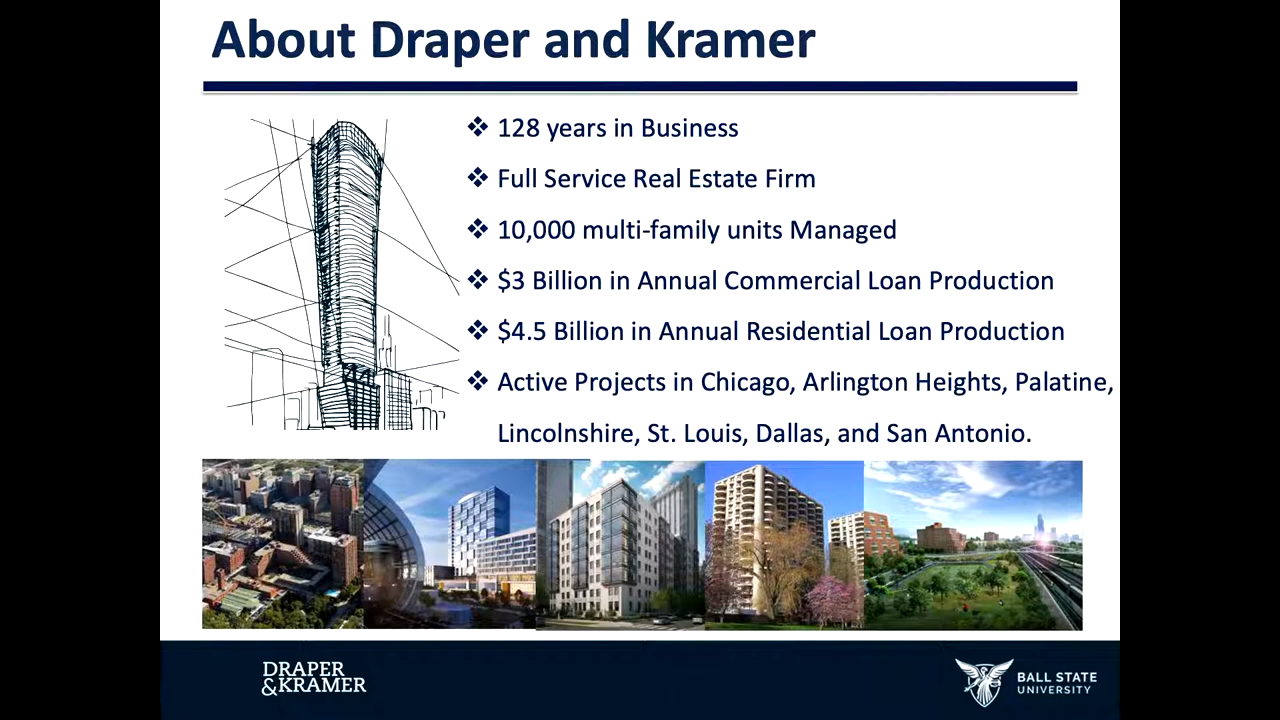 About Draper and Kramer
❖ 128 years in Business
❖ Full Service Real Estate Firm
❖ 10,000 multi-family units Managed
❖ $3 Billion in Annual Commercial Loan Production
❖ $4.5 Billion in Annual Residential Loan Production
❖ Active Projects in Chicago, Arlington Heights, Palatine,
Lincolnshire, St. Louis, Dallas, and San Antonio.
DRAPER
&KRAMER
BALL STATE
UNIVERSITY